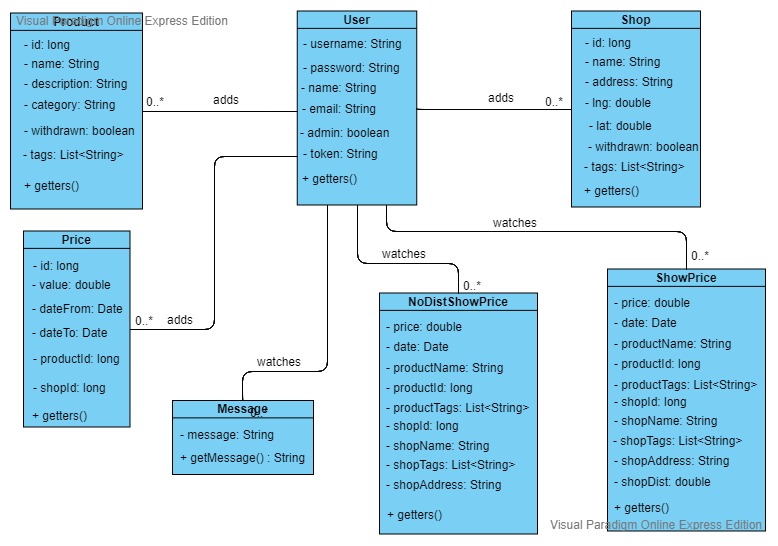 Visual Paradigm Online Express Edition
Product
- id: long
- name: String
- description: String
- category: String
- withdrawn: boolean
- tags: List<String>
+ getters()
0..*
adds
User
- username: String
- password: String
- name: String
- email: String
- admin: boolean
- token: String
+ getters()
adds
0..*
Shop
- id: long
- name: String
- address: String
- lng: double
- lat: double
- withdrawn: boolean
- tags: List<String>
+ getters()
Price
- id: long
- value: double
- dateFrom: Date
- dateTo: Date
- productId: long
- shopId: long
+ getters()
0..*
adds
watches
Message
0..
- message: String
+ getMessage() : String
watches
0..*
NoDistShowPrice
- price: double
- date: Date
- productName: String
- productId: long
- productTags: List<String>
- shopId: long
- shopName: String
- shopTags: List<String>
- shopAddress: String
+ getters()
watches
0..*
ShowPrice
- price: double
- date: Date
- productName: String
- productId: long
- productTags: List<String>
- shopId: long
- shopName: String
- shopTags: List<String>
- shopAddress: String
- shopDist: double
+ getters()
Visual Paradigm Online Express Edition